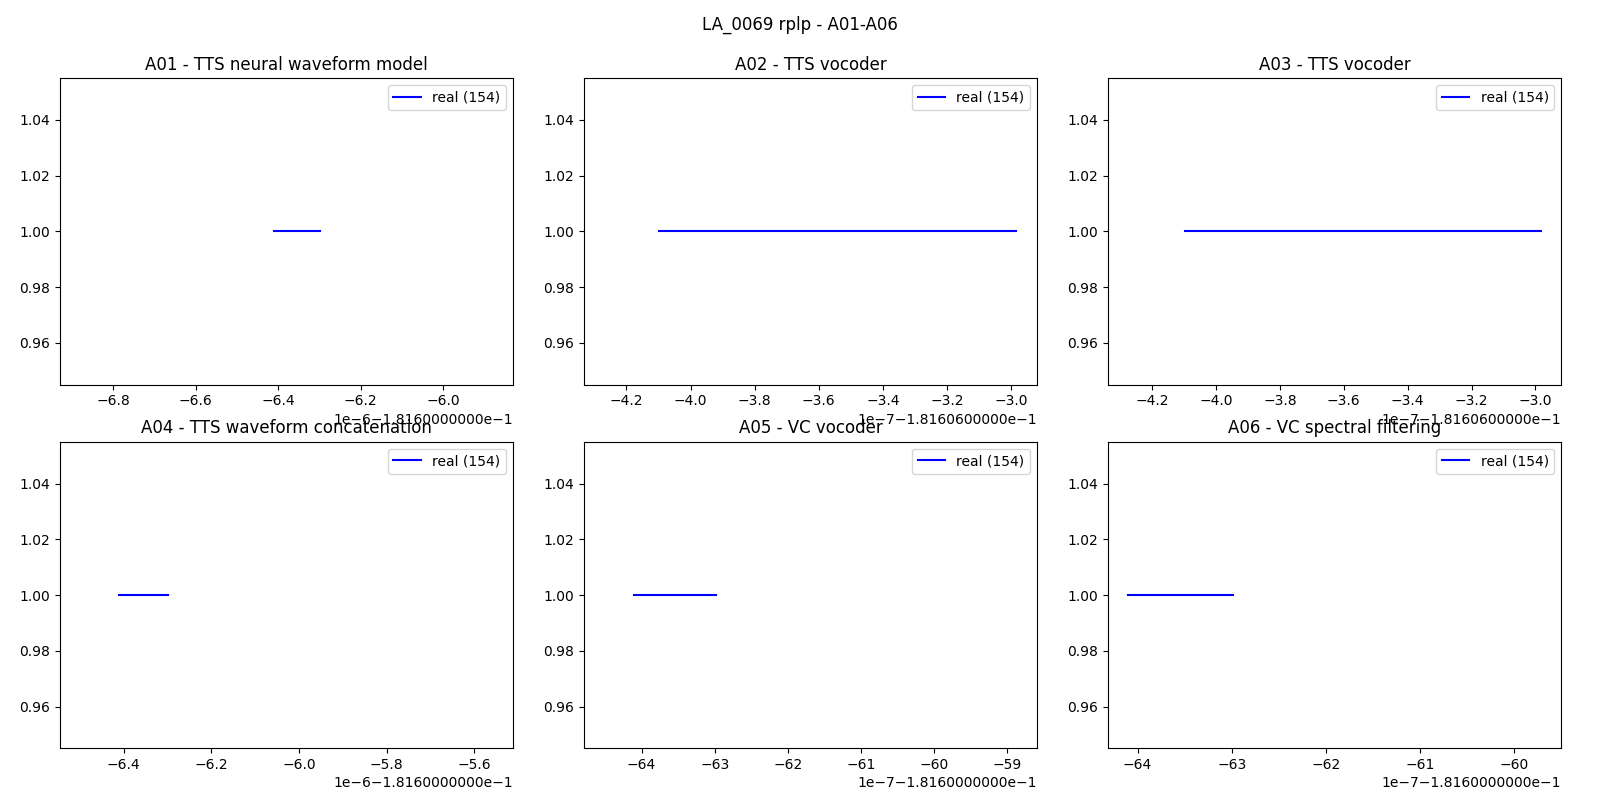 LA_0069 rplp - A01-A06
A01 - TTS neural waveform model
A02 - TTS vocoder
A03 - TTS vocoder
real (154)
real (154)
real (154)
1.04
1.02
1.00
0.98
0.96
1.04
1.02
1.00
0.98
0.96
1.04
1.02
1.00
0.98
0.96
−6.8 −6.6 −6.4 −6.2 −6.0
1e−6−1.8160000000e−1
−4.2 −4.0 −3.8 −3.6 −3.4 −3.2 −3.0
1e−7−1.8160600000e−1
−4.2 −4.0 −3.8 −3.6 −3.4 −3.2 −3.0
1e−7−1.8160600000e−1
A04 - TTS waveform concatenation
A05 - VC vocoder
A06 - VC spectral filtering
real (154)
real (154)
real (154)
1.04
1.02
1.00
0.98
0.96
1.04
1.02
1.00
0.98
0.96
1.04
1.02
1.00
0.98
0.96
−6.4 −6.2 −6.0 −5.8 −5.6
1e−6−1.8160000000e−1
−64 −63 −62 −61 −60 −59
1e−7−1.8160000000e−1
−64 −63 −62 −61 −60
1e−7−1.8160000000e−1